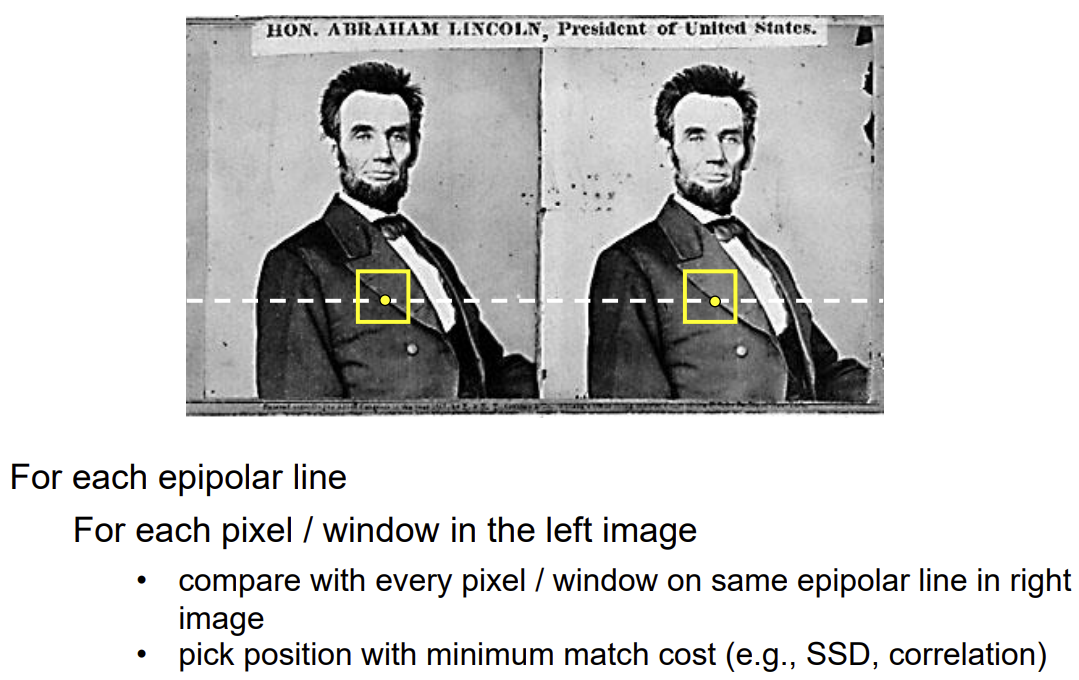 HON. ABRAHAM LINCOLN, President of United States.
For each epipolar line
For each pixel / window in the left image
• compare with every pixel / window on same epipolar line in right
image
• pick position with minimum match cost (e.g., SSD, correlation)